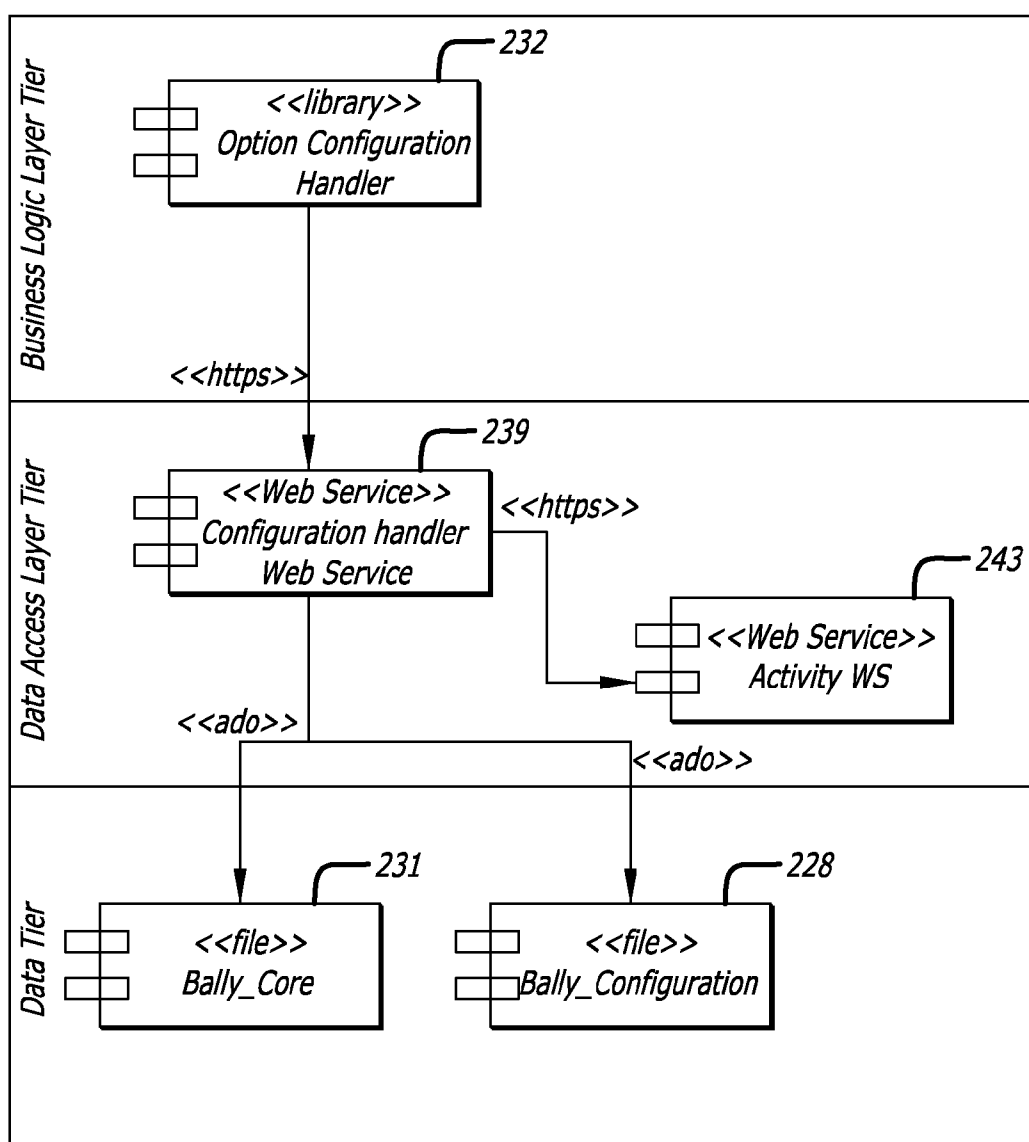 Business Logic Layer Tier
232
<<library>>
Option Configuration
Handler
<<https>>
Data Access Layer Tier
239
<<Web Service>>
Configuration handler
Web Service
<<https>>
243
<<Web Service>>
Activity WS
<<ado>>
<<ado>>
Data Tier
231
<<file>>
Bally_Core
228
<<file>>
Bally_Configuration